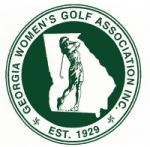 GEORGIA WOMEN'S GOLF ASSOCIATION INC.
EST. 1929